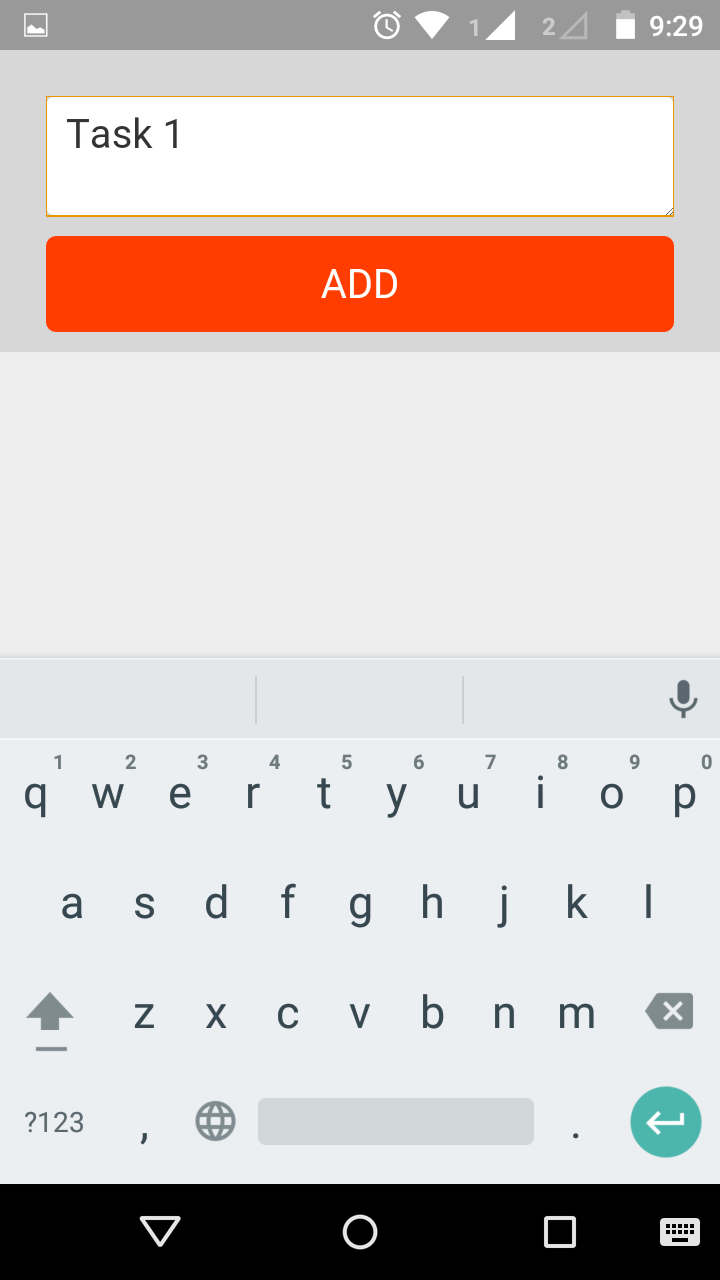 1 2 9:29
Task 1
ADD
1 2 3 4 5 6 7 8 9 0
q w e r t y u i o p
a s d f g h j k l
z x c v b n m
?123 , .